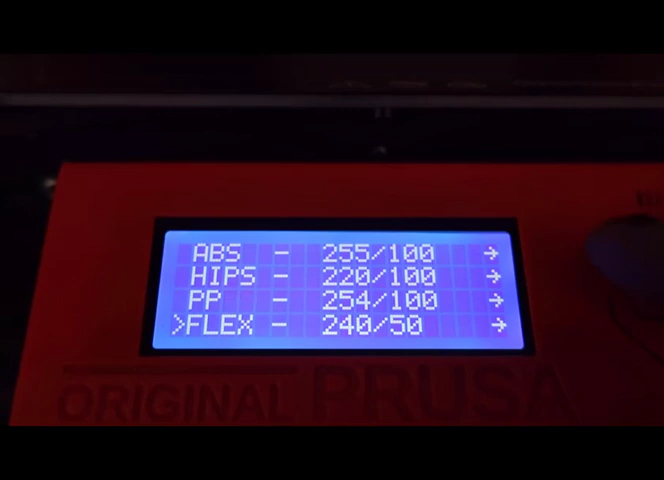 ABS - 255/100 →
HIPS - 220/100 →
PP - 254/100 →
>FLEX - 240/50 →
ORIGINAL PRUSA